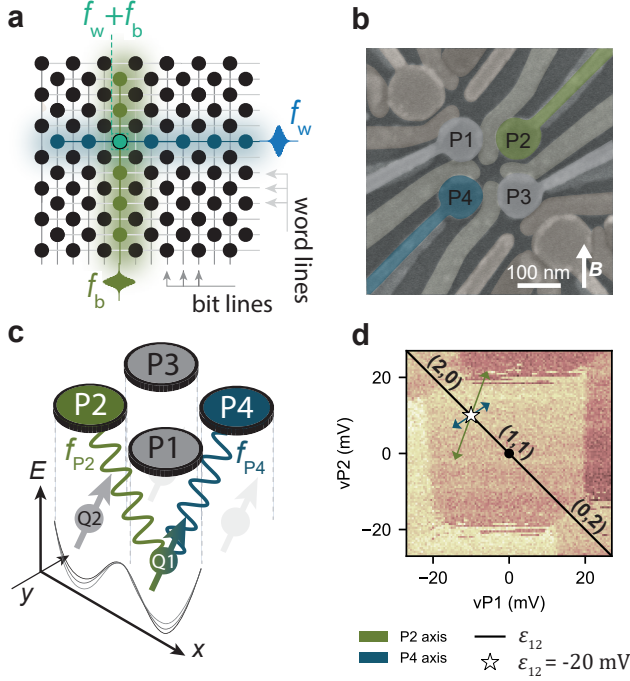 a
f_w + f_b
f_w
f_b
word lines
bit lines
b
P1
P2
P4
P3
100 nm
B
c
P3
P2
P4
P1
f_P2
f_P4
E
Q2
Q1
y
x
d
(2,0)
(1,1)
(0,2)
20
0
−20
vP2 (mV)
−20
0
20
vP1 (mV)
P2 axis
ε_12
P4 axis
ε_12 = -20 mV